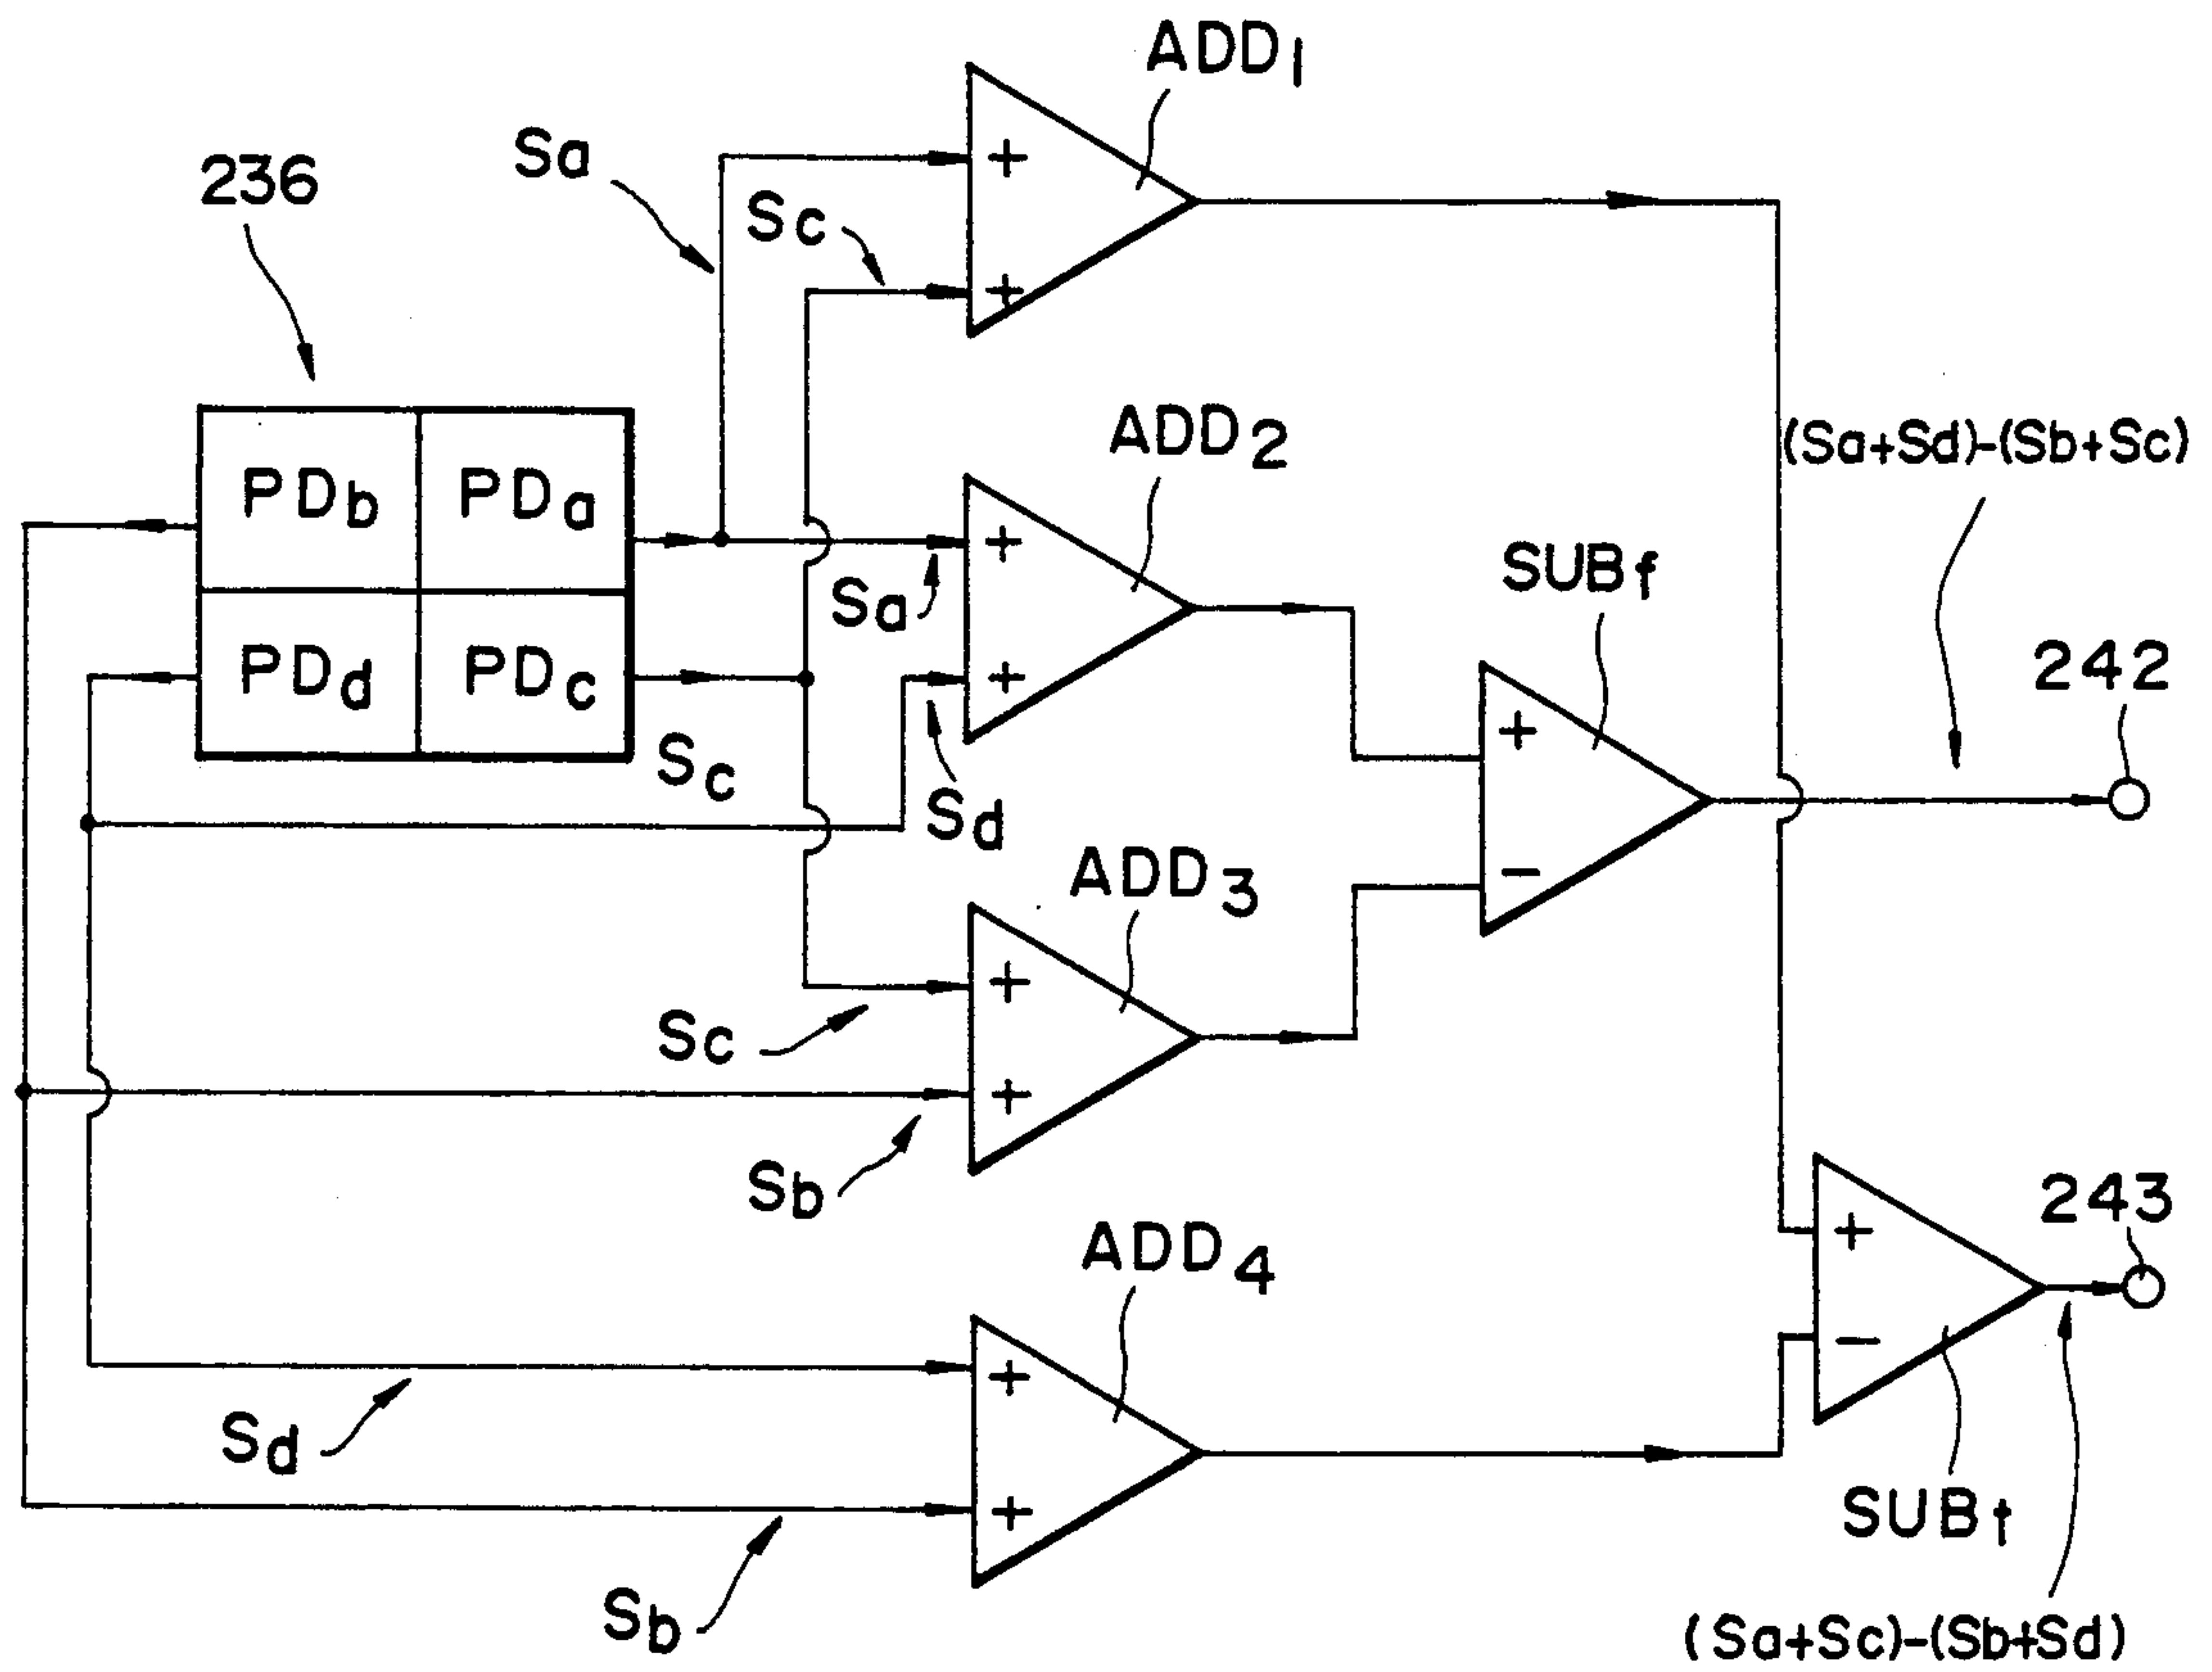 ADD1
Sa
236
Sc
+
+
ADD2
(Sa+Sd)-(Sb+Sc)
PDb
PDa
+
SUBf
Sa
PDd
PDc
+
242
+
Sc
Sd
ADD3
−
+
Sc
+
Sb
243
ADD4
+
−
+
Sd
SUBt
+
Sb
(Sa+Sc)-(Sb+Sd)